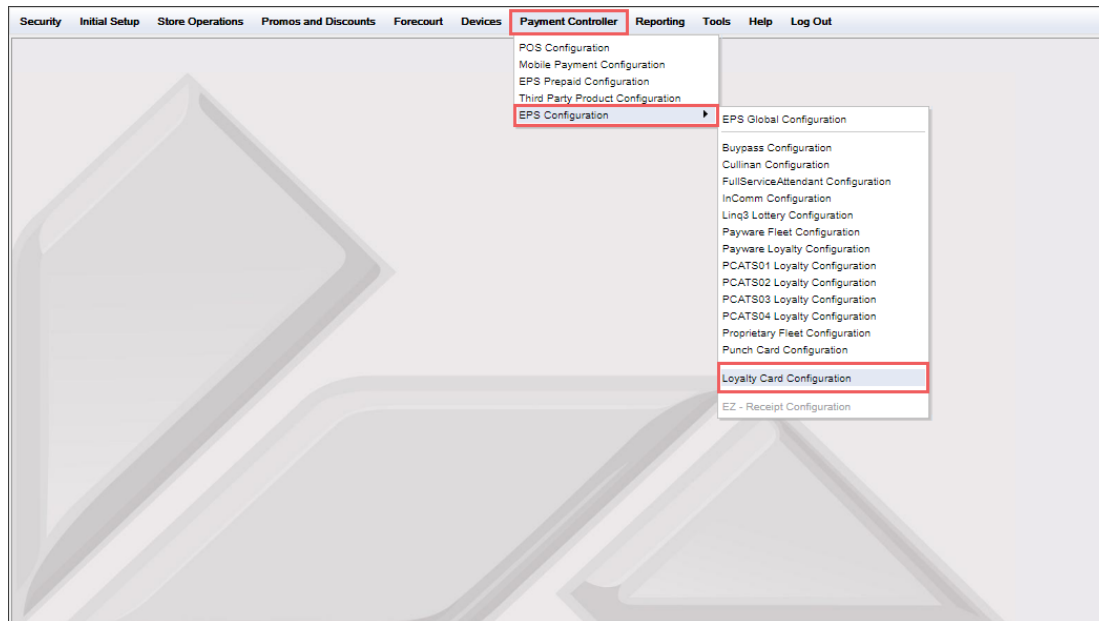 Security Initial Setup Store Operations Promos and Discounts Forecourt Devices Payment Controller Reporting Tools Help Log Out
POS Configuration
Mobile Payment Configuration
EPS Prepaid Configuration
Third Party Product Configuration
EPS Configuration
EPS Global Configuration
Buypass Configuration
Cullinan Configuration
FullServiceAttendant Configuration
InComm Configuration
Linq3 Lottery Configuration
Payware Fleet Configuration
Payware Loyalty Configuration
PCATS01 Loyalty Configuration
PCATS02 Loyalty Configuration
PCATS03 Loyalty Configuration
PCATS04 Loyalty Configuration
Proprietary Fleet Configuration
Punch Card Configuration
Loyalty Card Configuration
EZ - Receipt Configuration